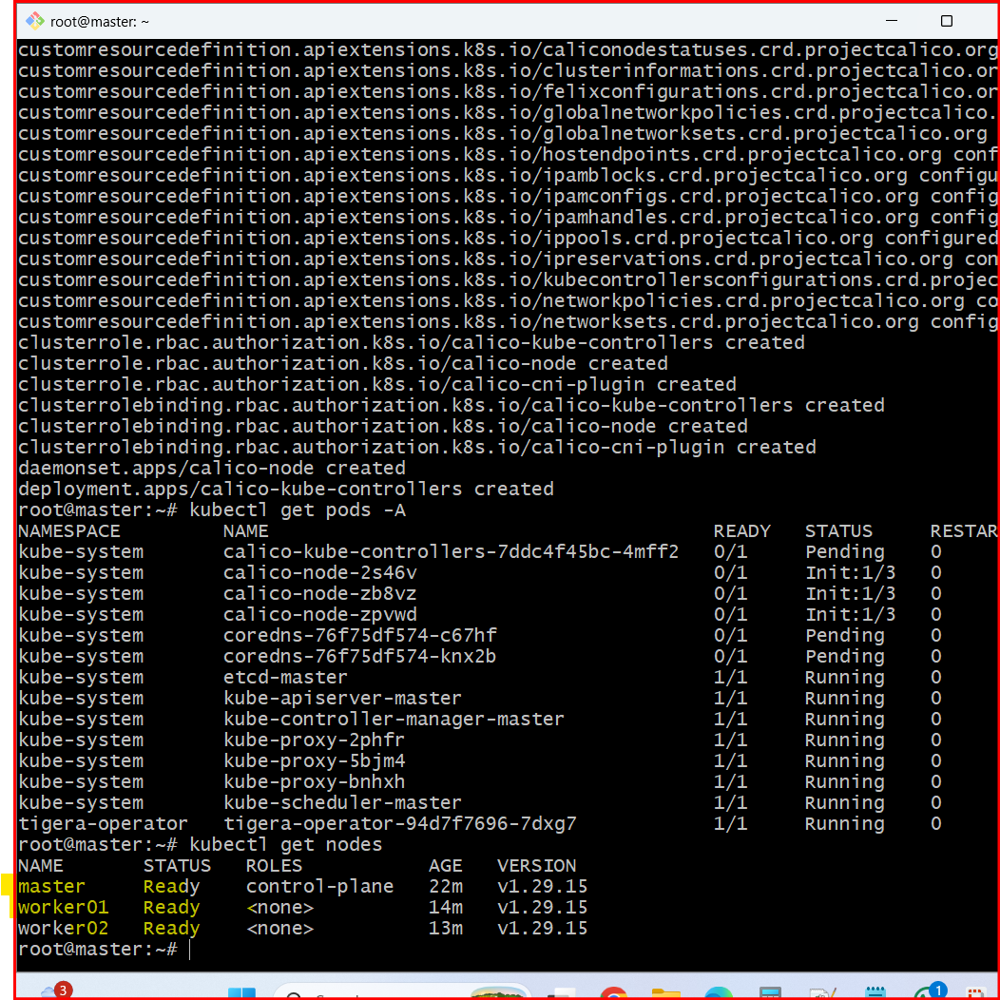 root@master: ~
customresourcedefinition.apiextensions.k8s.io/caliconodestatuses.crd.projectcalico.org
customresourcedefinition.apiextensions.k8s.io/clusterinformations.crd.projectcalico.or
customresourcedefinition.apiextensions.k8s.io/felixconfigurations.crd.projectcalico.or
customresourcedefinition.apiextensions.k8s.io/globalnetworkpolicies.crd.projectcalico.
customresourcedefinition.apiextensions.k8s.io/globalnetworksets.crd.projectcalico.org
customresourcedefinition.apiextensions.k8s.io/hostendpoints.crd.projectcalico.org conf
customresourcedefinition.apiextensions.k8s.io/ipamblocks.crd.projectcalico.org configu
customresourcedefinition.apiextensions.k8s.io/ipamconfigs.crd.projectcalico.org config
customresourcedefinition.apiextensions.k8s.io/ipamhandles.crd.projectcalico.org config
customresourcedefinition.apiextensions.k8s.io/ippools.crd.projectcalico.org configured
customresourcedefinition.apiextensions.k8s.io/ipreservations.crd.projectcalico.org con
customresourcedefinition.apiextensions.k8s.io/kubecontrollersconfigurations.crd.projec
customresourcedefinition.apiextensions.k8s.io/networkpolicies.crd.projectcalico.org co
customresourcedefinition.apiextensions.k8s.io/networksets.crd.projectcalico.org config
clusterrole.rbac.authorization.k8s.io/calico-kube-controllers created
clusterrole.rbac.authorization.k8s.io/calico-node created
clusterrole.rbac.authorization.k8s.io/calico-cni-plugin created
clusterrolebinding.rbac.authorization.k8s.io/calico-kube-controllers created
clusterrolebinding.rbac.authorization.k8s.io/calico-node created
clusterrolebinding.rbac.authorization.k8s.io/calico-cni-plugin created
daemonset.apps/calico-node created
deployment.apps/calico-kube-controllers created
root@master:~# kubectl get pods -A
NAMESPACE NAME READY STATUS RESTAR
kube-system calico-kube-controllers-7ddc4f45bc-4mff2 0/1 Pending 0
kube-system calico-node-2s46v 0/1 Init:1/3 0
kube-system calico-node-zb8vz 0/1 Init:1/3 0
kube-system calico-node-zpvwd 0/1 Init:1/3 0
kube-system coredns-76f75df574-c67hf 0/1 Pending 0
kube-system coredns-76f75df574-knx2b 0/1 Pending 0
kube-system etcd-master 1/1 Running 0
kube-system kube-apiserver-master 1/1 Running 0
kube-system kube-controller-manager-master 1/1 Running 0
kube-system kube-proxy-2phfr 1/1 Running 0
kube-system kube-proxy-5bjm4 1/1 Running 0
kube-system kube-proxy-bnhxh 1/1 Running 0
kube-system kube-scheduler-master 1/1 Running 0
tigera-operator tigera-operator-94d7f7696-7dxg7 1/1 Running 0
root@master:~# kubectl get nodes
NAME STATUS ROLES AGE VERSION
master Ready control-plane 22m v1.29.15
worker01 Ready <none> 14m v1.29.15
worker02 Ready <none> 13m v1.29.15
root@master:~#
3 1